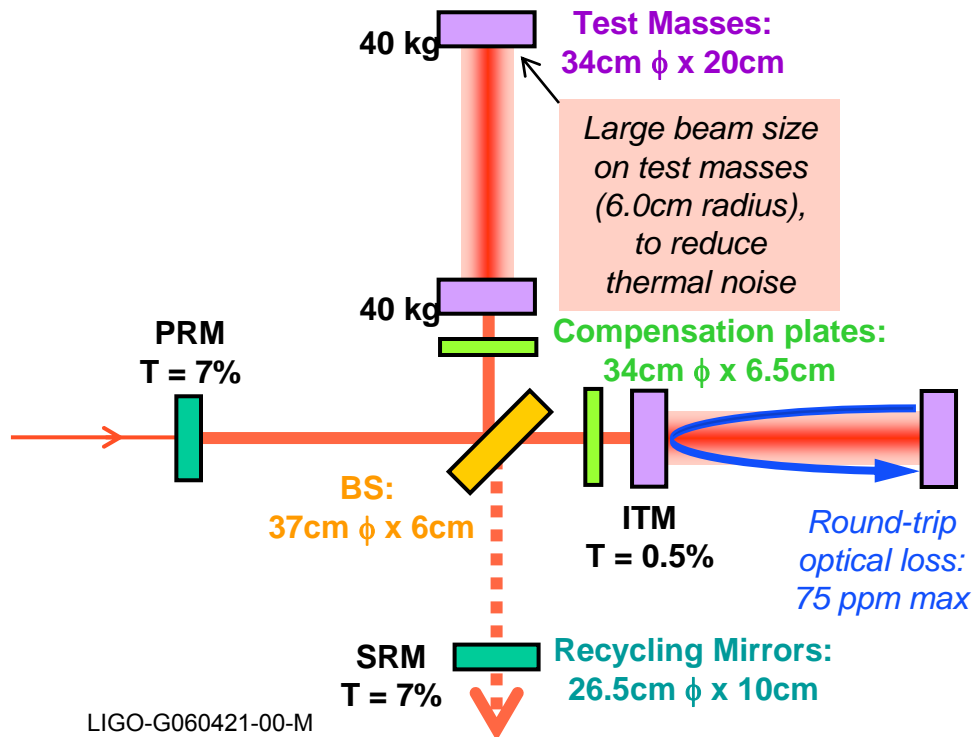 40 kg
Test Masses:
34cm ϕ x 20cm
Large beam size
on test masses
(6.0cm radius),
to reduce
thermal noise
40 kg
PRM
T = 7%
Compensation plates:
34cm ϕ x 6.5cm
BS:
37cm ϕ x 6cm
ITM
T = 0.5%
Round-trip
optical loss:
75 ppm max
SRM
T = 7%
Recycling Mirrors:
26.5cm ϕ x 10cm
LIGO-G060421-00-M